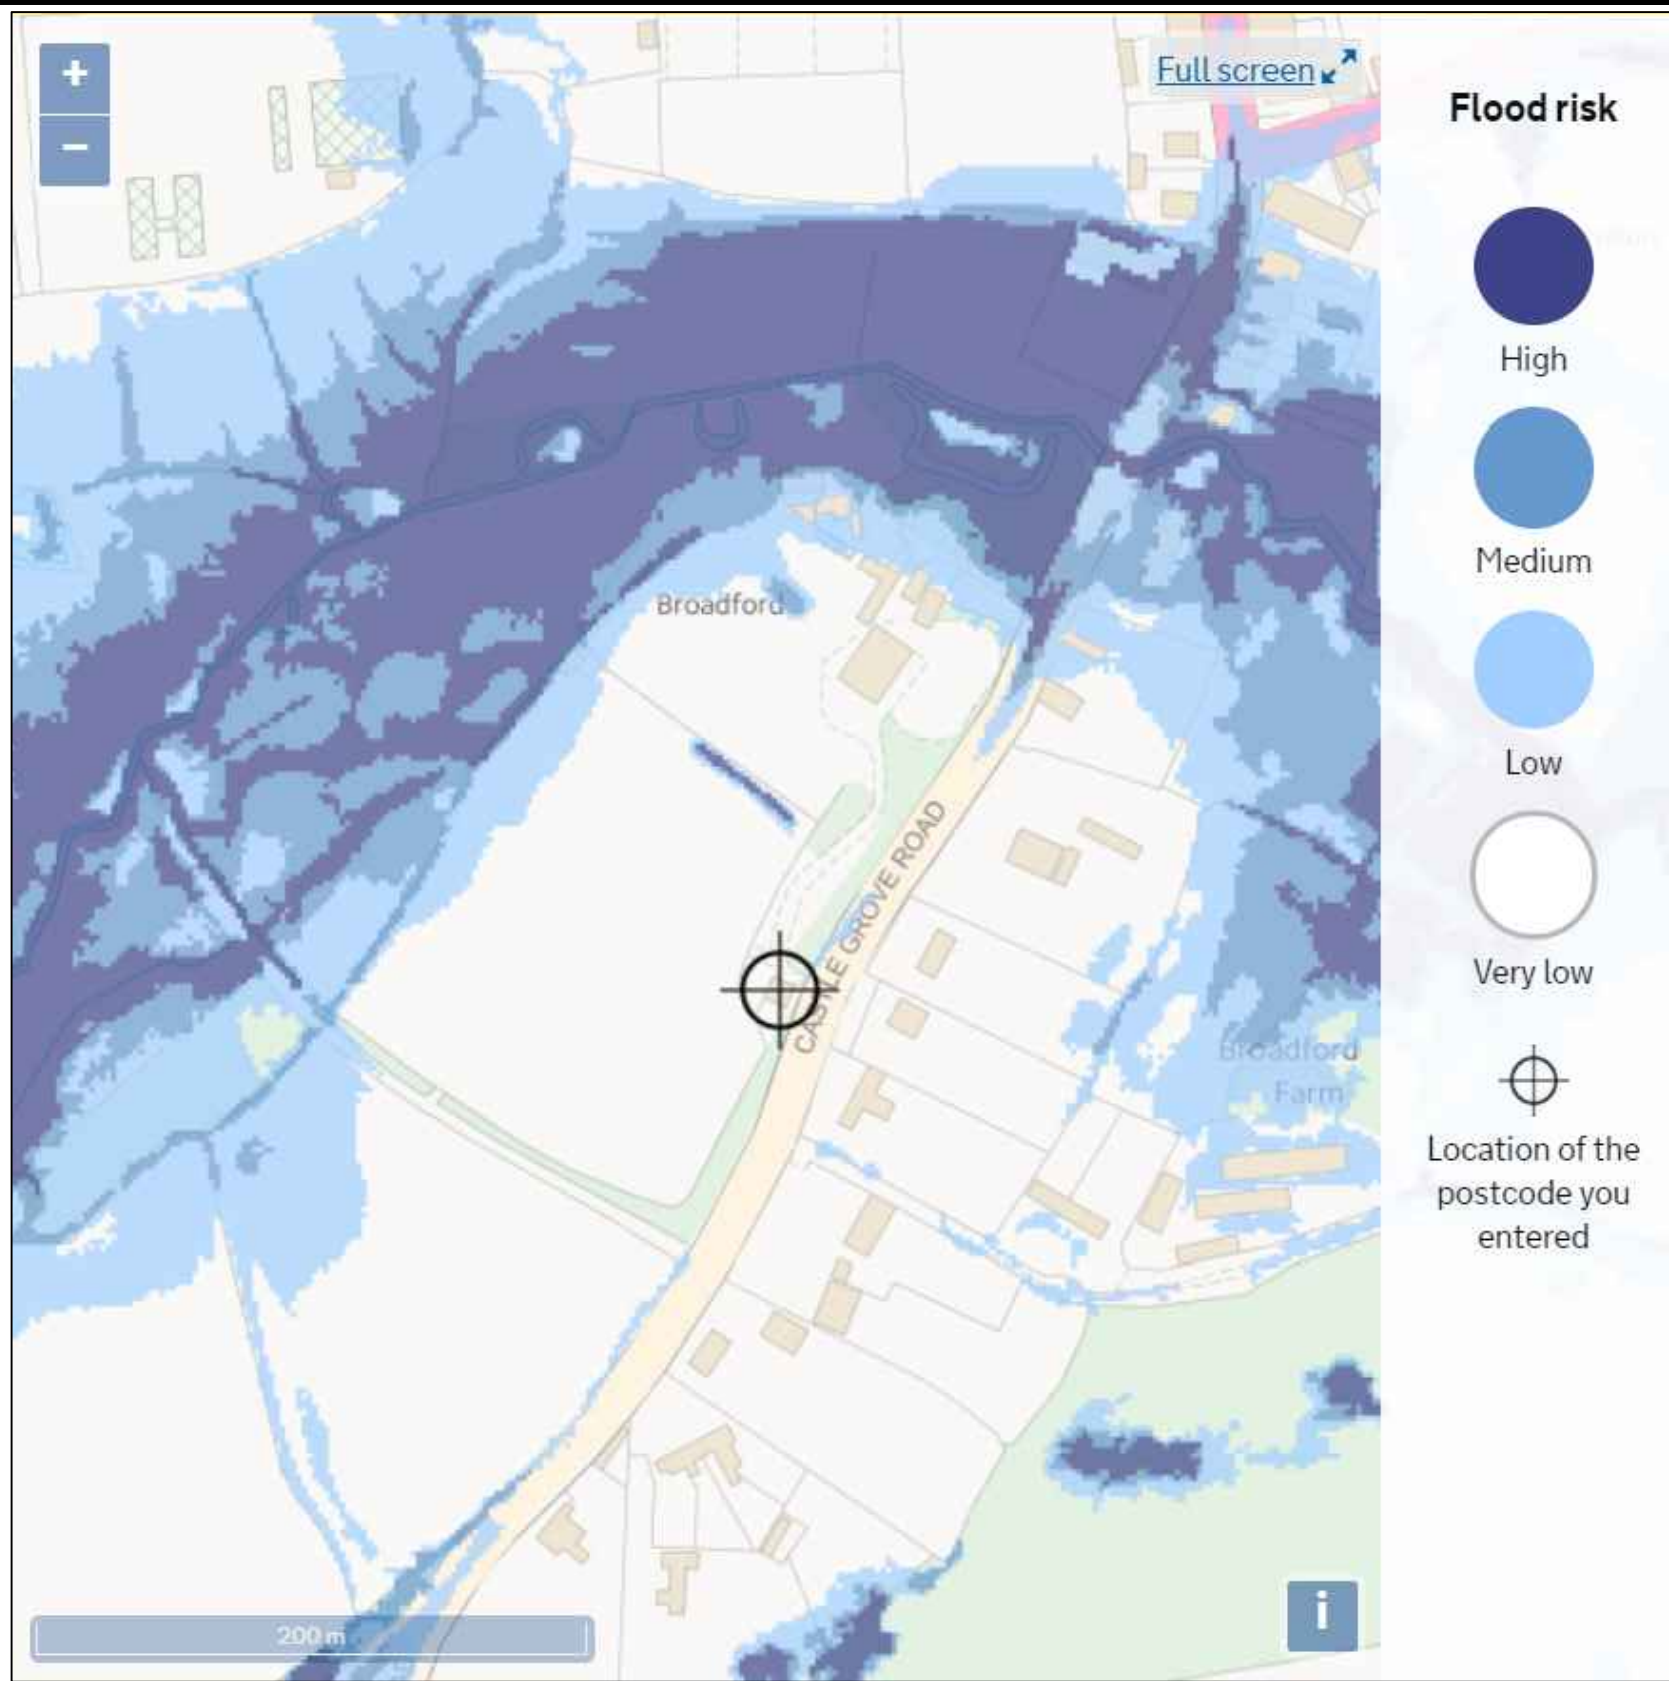 +
−
Full screen
Flood risk
High
Medium
Broadford
Low
CASTLE GROVE ROAD
Very low
Broadford
Farm
Location of the
postcode you
entered
200 m
i